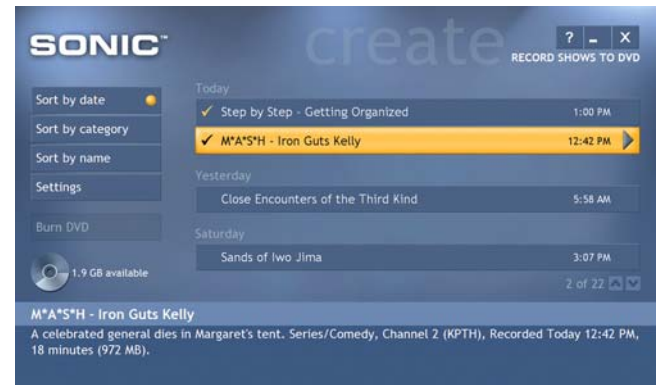 SONIC™
create
? – X
RECORD SHOWS TO DVD
Sort by date
Sort by category
Sort by name
Settings
Burn DVD
1.9 GB available
Today
Step by Step - Getting Organized 1:00 PM
M*A*S*H - Iron Guts Kelly 12:42 PM
Yesterday
Close Encounters of the Third Kind 5:58 AM
Saturday
Sands of Iwo Jima 3:07 PM
2 of 22
M*A*S*H - Iron Guts Kelly
A celebrated general dies in Margaret's tent. Series/Comedy, Channel 2 (KPTH), Recorded Today 12:42 PM,
18 minutes (972 MB).